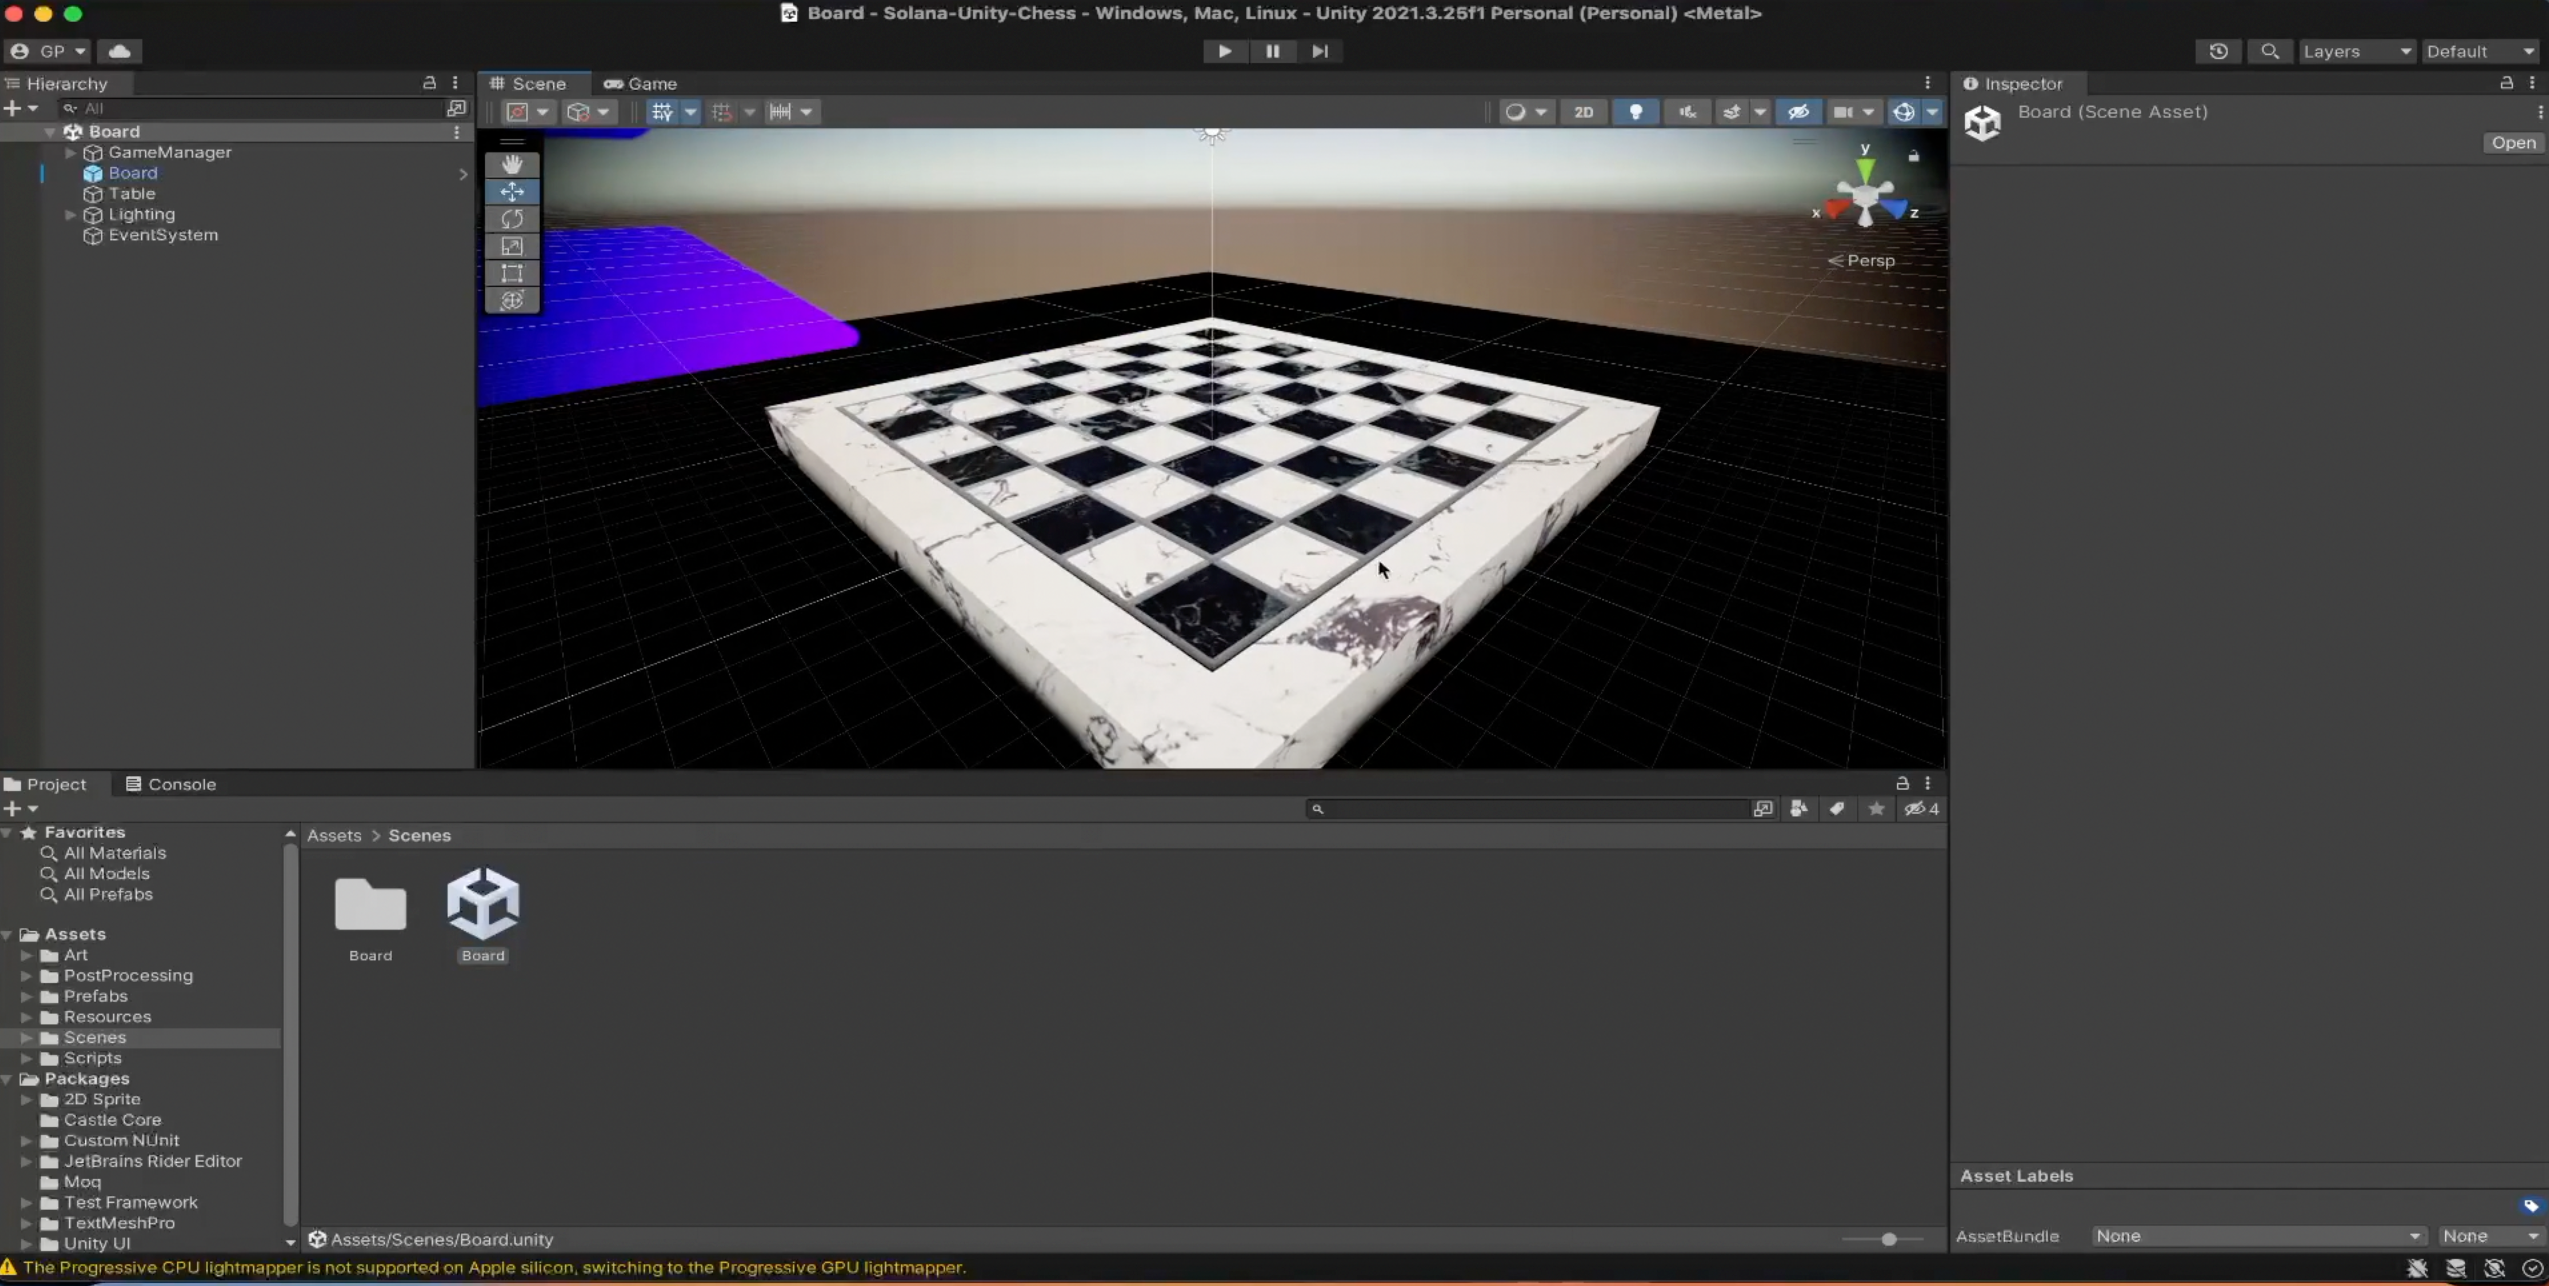 Board - Solana-Unity-Chess - Windows, Mac, Linux - Unity 2021.3.25f1 Personal (Personal) <Metal>
GP
Layers
Default
Hierarchy
All
Board
GameManager
Board
Table
Lighting
EventSystem
Scene
Game
2D
y
x
z
Persp
Inspector
Board (Scene Asset)
Open
Project
Console
4
Favorites
All Materials
All Models
All Prefabs
Assets
Art
PostProcessing
Prefabs
Resources
Scenes
Scripts
Packages
2D Sprite
Castle Core
Custom NUnit
JetBrains Rider Editor
Moq
Test Framework
TextMeshPro
Unity UI
Assets > Scenes
Board
Board
Assets/Scenes/Board.unity
Asset Labels
AssetBundle
None
None
The Progressive CPU lightmapper is not supported on Apple silicon, switching to the Progressive GPU lightmapper.